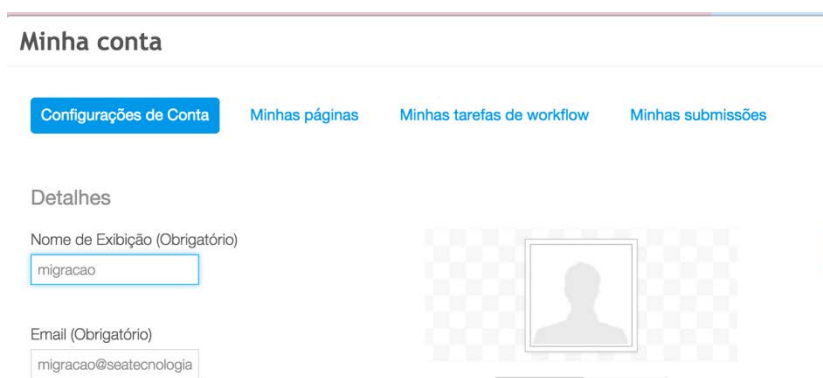 Minha conta
Configurações de Conta Minhas páginas Minhas tarefas de workflow Minhas submissões
Detalhes
Nome de Exibição (Obrigatório)
migracao
Email (Obrigatório)
migracao@seatecnologia